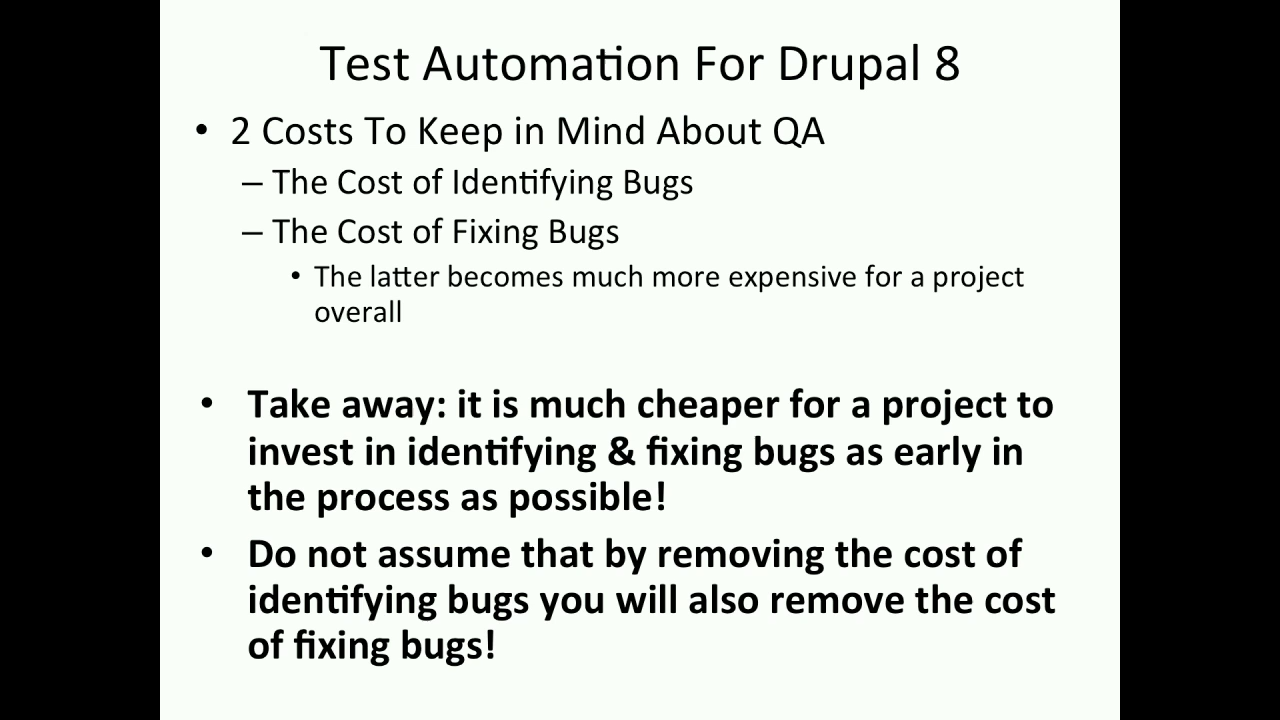 Test Automation For Drupal 8
• 2 Costs To Keep in Mind About QA
– The Cost of Identifying Bugs
– The Cost of Fixing Bugs
• The latter becomes much more expensive for a project
overall
• Take away: it is much cheaper for a project to
invest in identifying & fixing bugs as early in
the process as possible!
• Do not assume that by removing the cost of
identifying bugs you will also remove the cost
of fixing bugs!